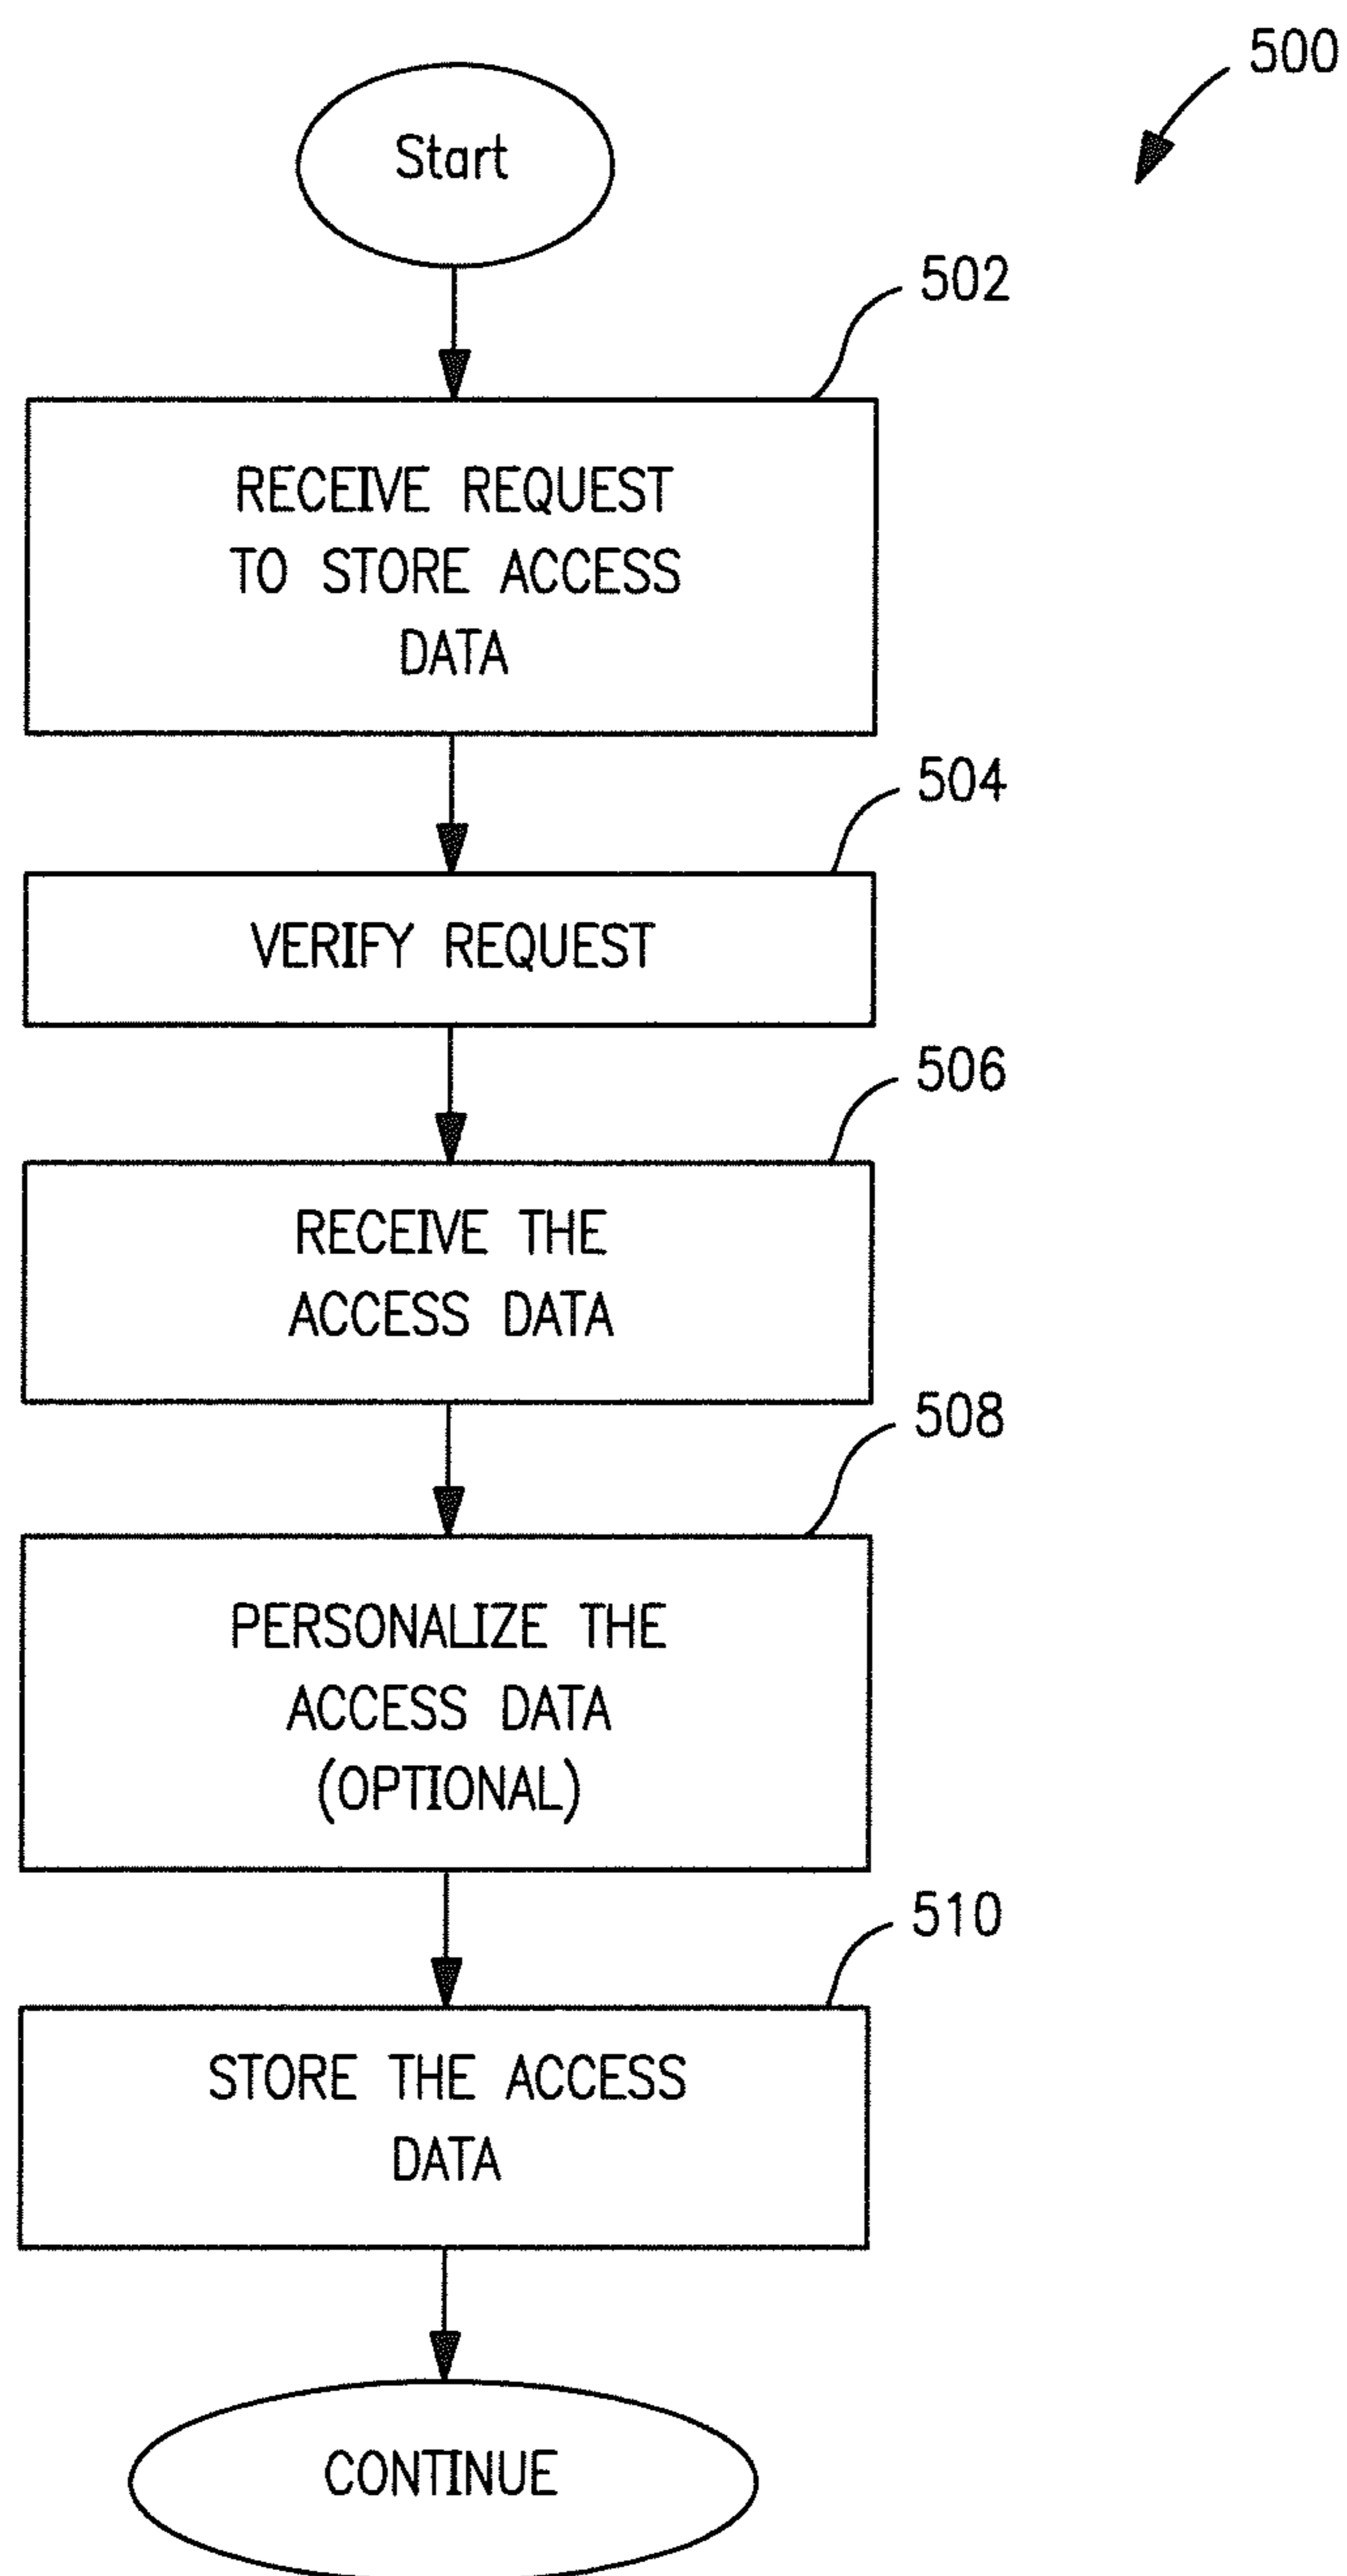 500
Start
502
RECEIVE REQUEST
TO STORE ACCESS
DATA
504
VERIFY REQUEST
506
RECEIVE THE
ACCESS DATA
508
PERSONALIZE THE
ACCESS DATA
(OPTIONAL)
510
STORE THE ACCESS
DATA
CONTINUE